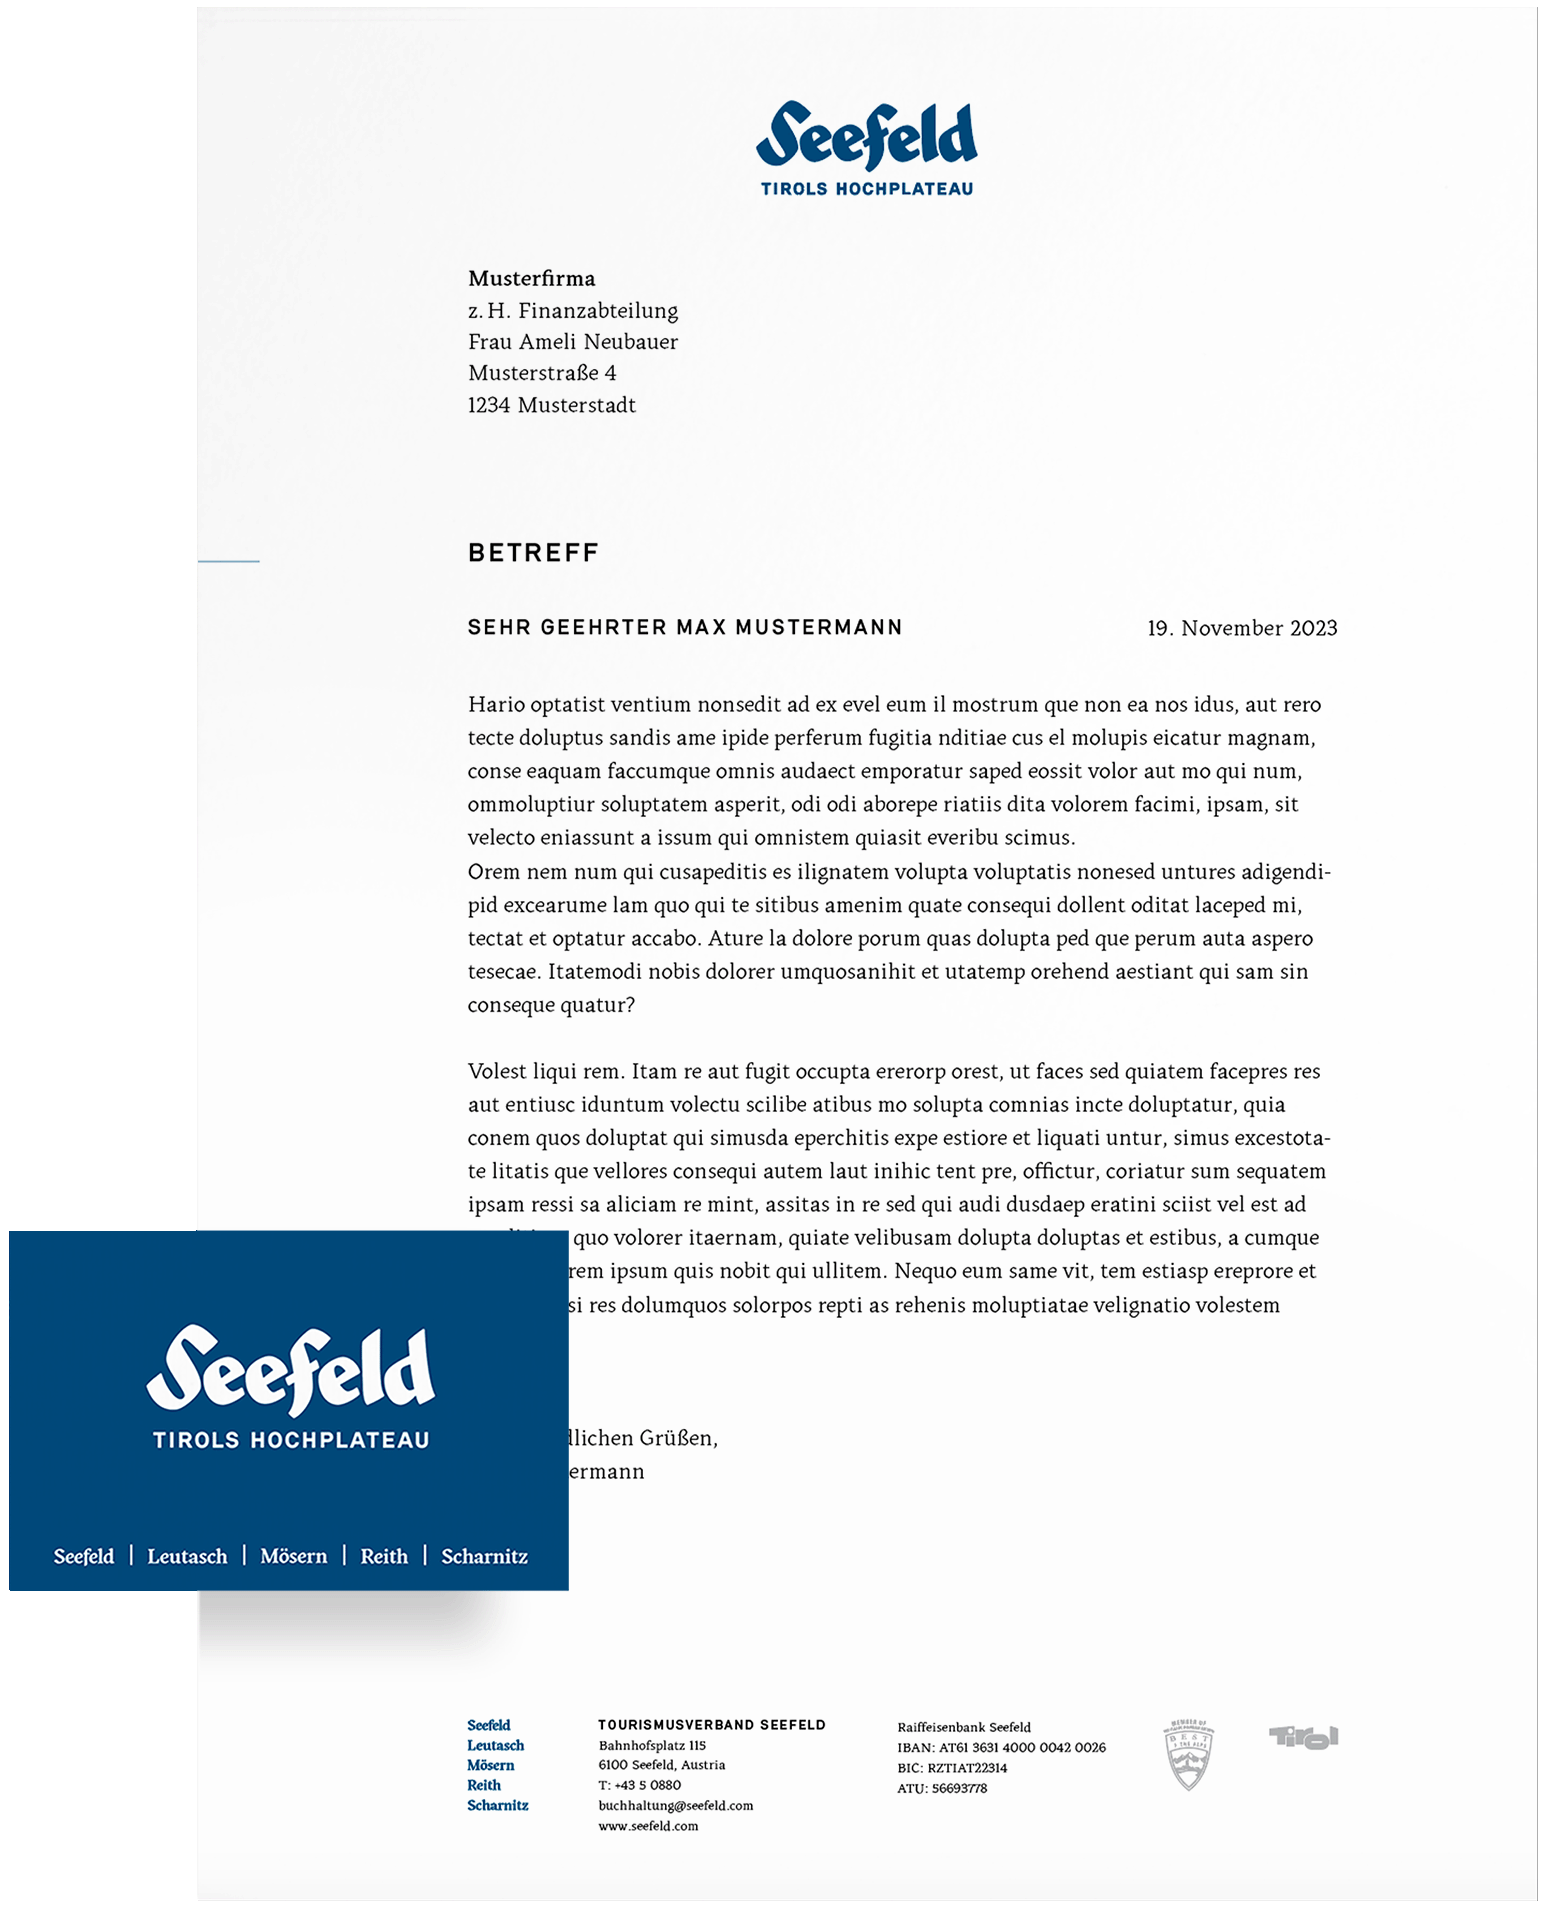 Seefeld
TIROLS HOCHPLATEAU
Musterfirma
z. H. Finanzabteilung
Frau Ameli Neubauer
Musterstraße 4
1234 Musterstadt
BETREFF
SEHR GEEHRTER MAX MUSTERMANN
19. November 2023
Hario optatist ventium nonsedit ad ex evel eum il mostrum que non ea nos idus, aut rero
tecte doluptus sandis ame ipide perferum fugitia nditiae cus el molupis eicatur magnam,
conse eaquam faccumque omnis audaect emporatur saped eossit volor aut mo qui num,
ommoluptiur soluptatem asperit, odi odi aborepe riatiis dita volorem facimi, ipsam, sit
velecto eniassunt a issum qui omnistem quiasit everibu scimus.
Orem nem num qui cusapeditis es ilignatem volupta voluptatis nonesed untures adigendi-
pid excearume lam quo qui te sitibus amenim quate consequi dollent oditat laceped mi,
tectat et optatur accabo. Ature la dolore porum quas dolupta ped que perum auta aspero
tesecae. Itatemodi nobis dolorer umquosanihit et utatemp orehend aestiant qui sam sin
conseque quatur?
Volest liqui rem. Itam re aut fugit occupta ererorp orest, ut faces sed quiatem facepres res
aut entiusc iduntum volectu scilibe atibus mo solupta comnias incte doluptatur, quia
conem quos doluptat qui simusda eperchitis expe estiore et liquati untur, simus excestota-
te litatis que vellores consequi autem laut inihic tent pre, offictur, coriatur sum sequatem
ipsam ressi sa aliciam re mint, assitas in re sed qui audi dusdaep eratini sciist vel est ad
quo volorer itaernam, quiate velibusam dolupta doluptas et estibus, a cumque
rem ipsum quis nobit qui ullitem. Nequo eum same vit, tem estiasp ereprore et
si res dolumquos solorpos repti as rehenis moluptiatae velignatio volestem
dlichen Grüßen,
ermann
Seefeld
TIROLS HOCHPLATEAU
Seefeld | Leutasch | Mösern | Reith | Scharnitz
Seefeld
Leutasch
Mösern
Reith
Scharnitz
TOURISMUSVERBAND SEEFELD
Bahnhofsplatz 115
6100 Seefeld, Austria
T: +43 5 0880
buchhaltung@seefeld.com
www.seefeld.com
Raiffeisenbank Seefeld
IBAN: AT61 3631 4000 0042 0026
BIC: RZTIAT22314
ATU: 56693778
MEMBER OF
BEST
OF THE ALPS
Tirol